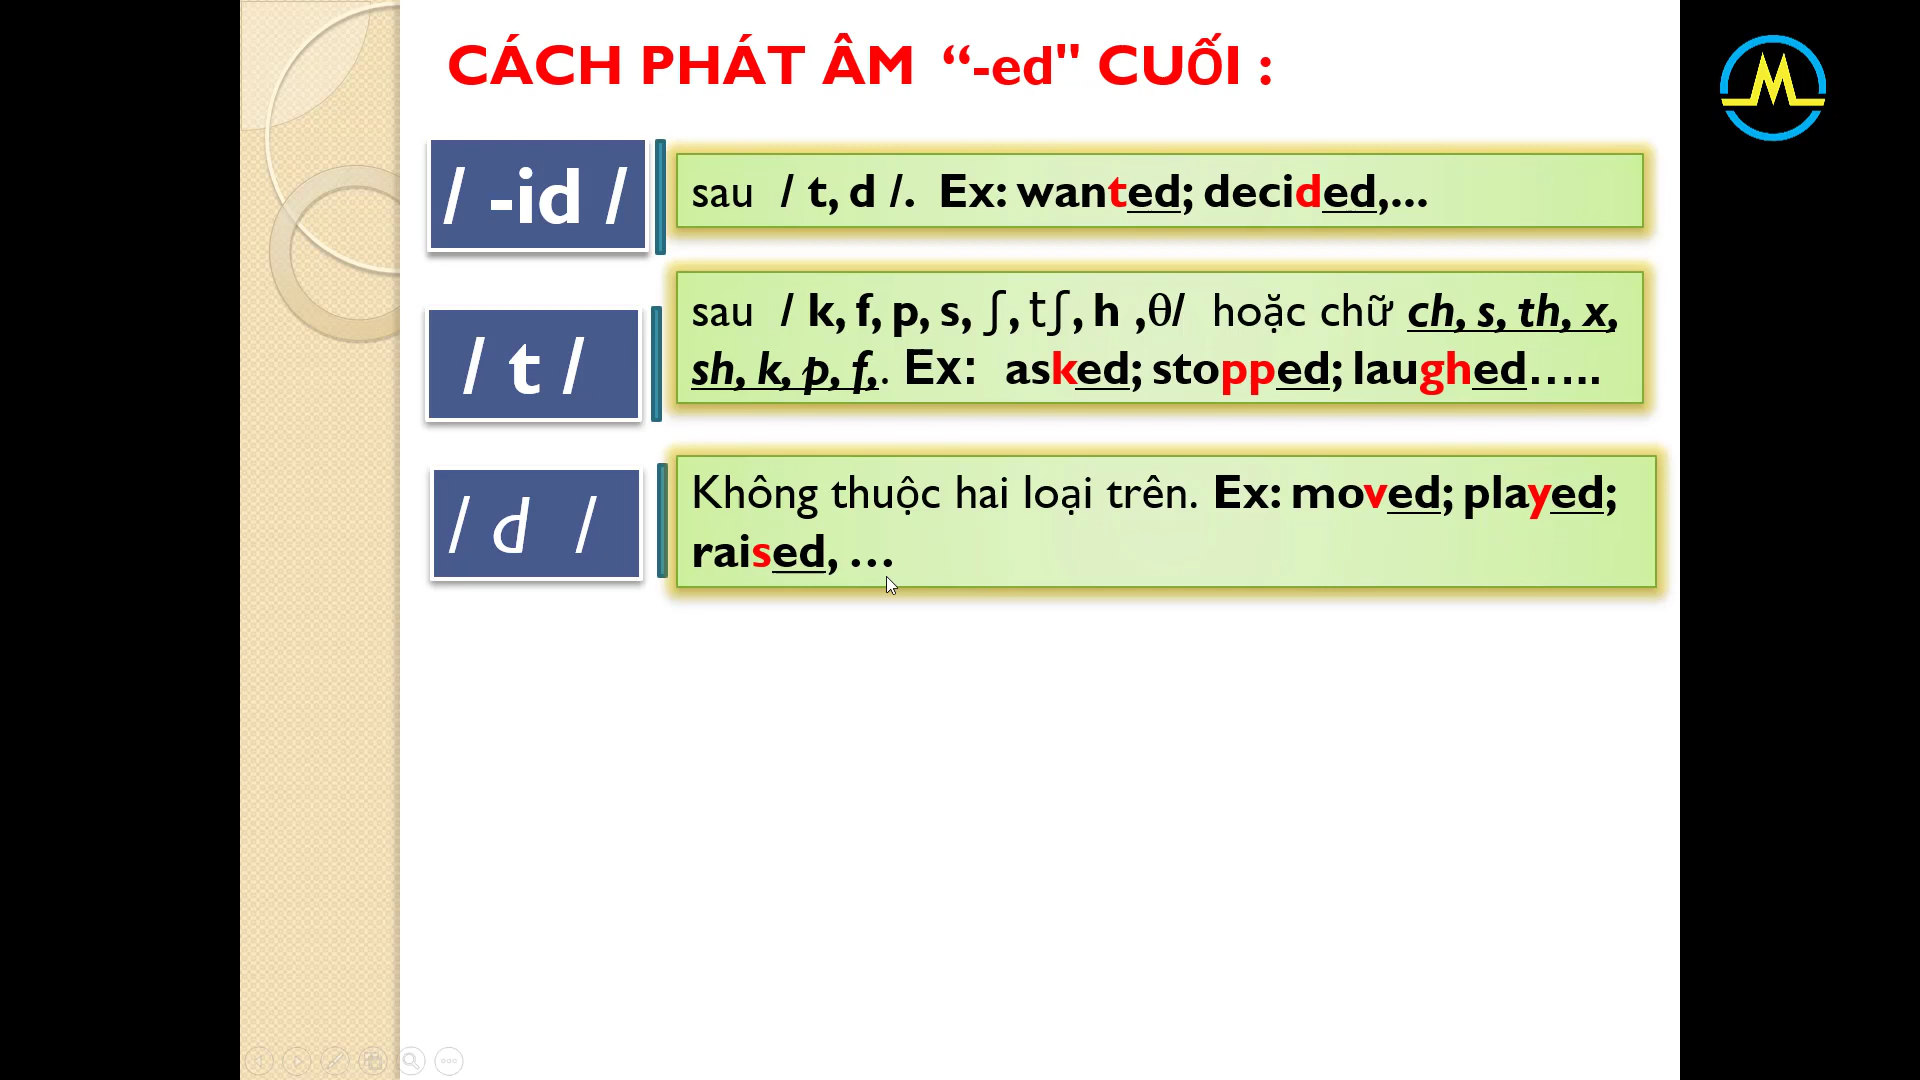 CÁCH PHÁT ÂM “-ed" CUỐI :
/ -id /
sau / t, d /. Ex: wanted; decided,...
/ t /
sau / k, f, p, s, ʃ, tʃ, h ,θ/ hoặc chữ ch, s, th, x,
sh, k, p, f,. Ex: asked; stopped; laughed…..
/ d /
Không thuộc hai loại trên. Ex: moved; played;
raised, …